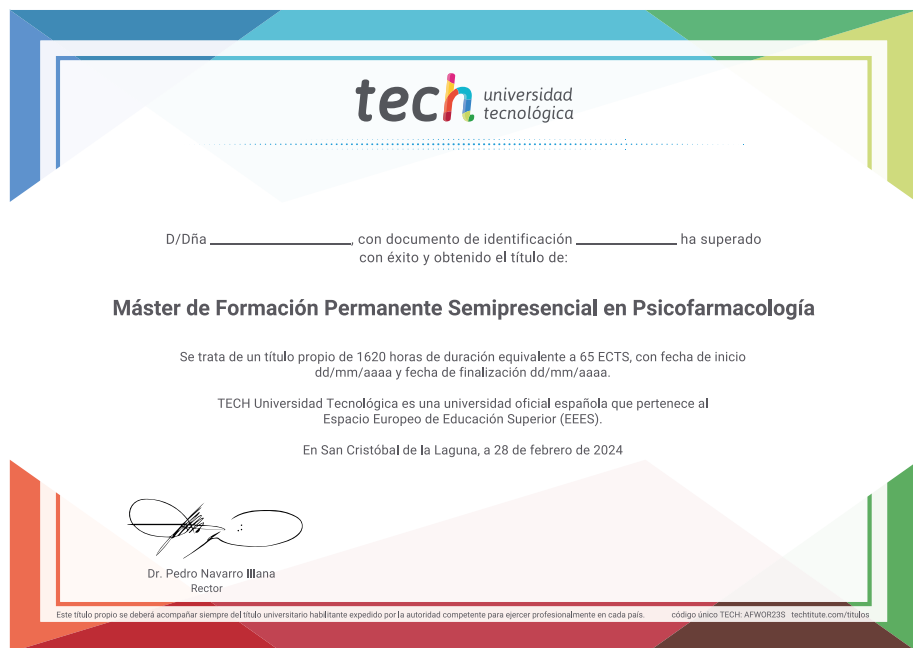 tech universidad
tecnológica
D/Dña ____________________, con documento de identificación ______________ ha superado
con éxito y obtenido el título de:
Máster de Formación Permanente Semipresencial en Psicofarmacología
Se trata de un título propio de 1620 horas de duración equivalente a 65 ECTS, con fecha de inicio
dd/mm/aaaa y fecha de finalización dd/mm/aaaa.
TECH Universidad Tecnológica es una universidad oficial española que pertenece al
Espacio Europeo de Educación Superior (EEES).
En San Cristóbal de la Laguna, a 28 de febrero de 2024
Dr. Pedro Navarro Illana
Rector
Este título propio se deberá acompañar siempre del título universitario habilitante expedido por la autoridad competente para ejercer profesionalmente en cada país. código único TECH: AFWOR23S techtitute.com/titulos